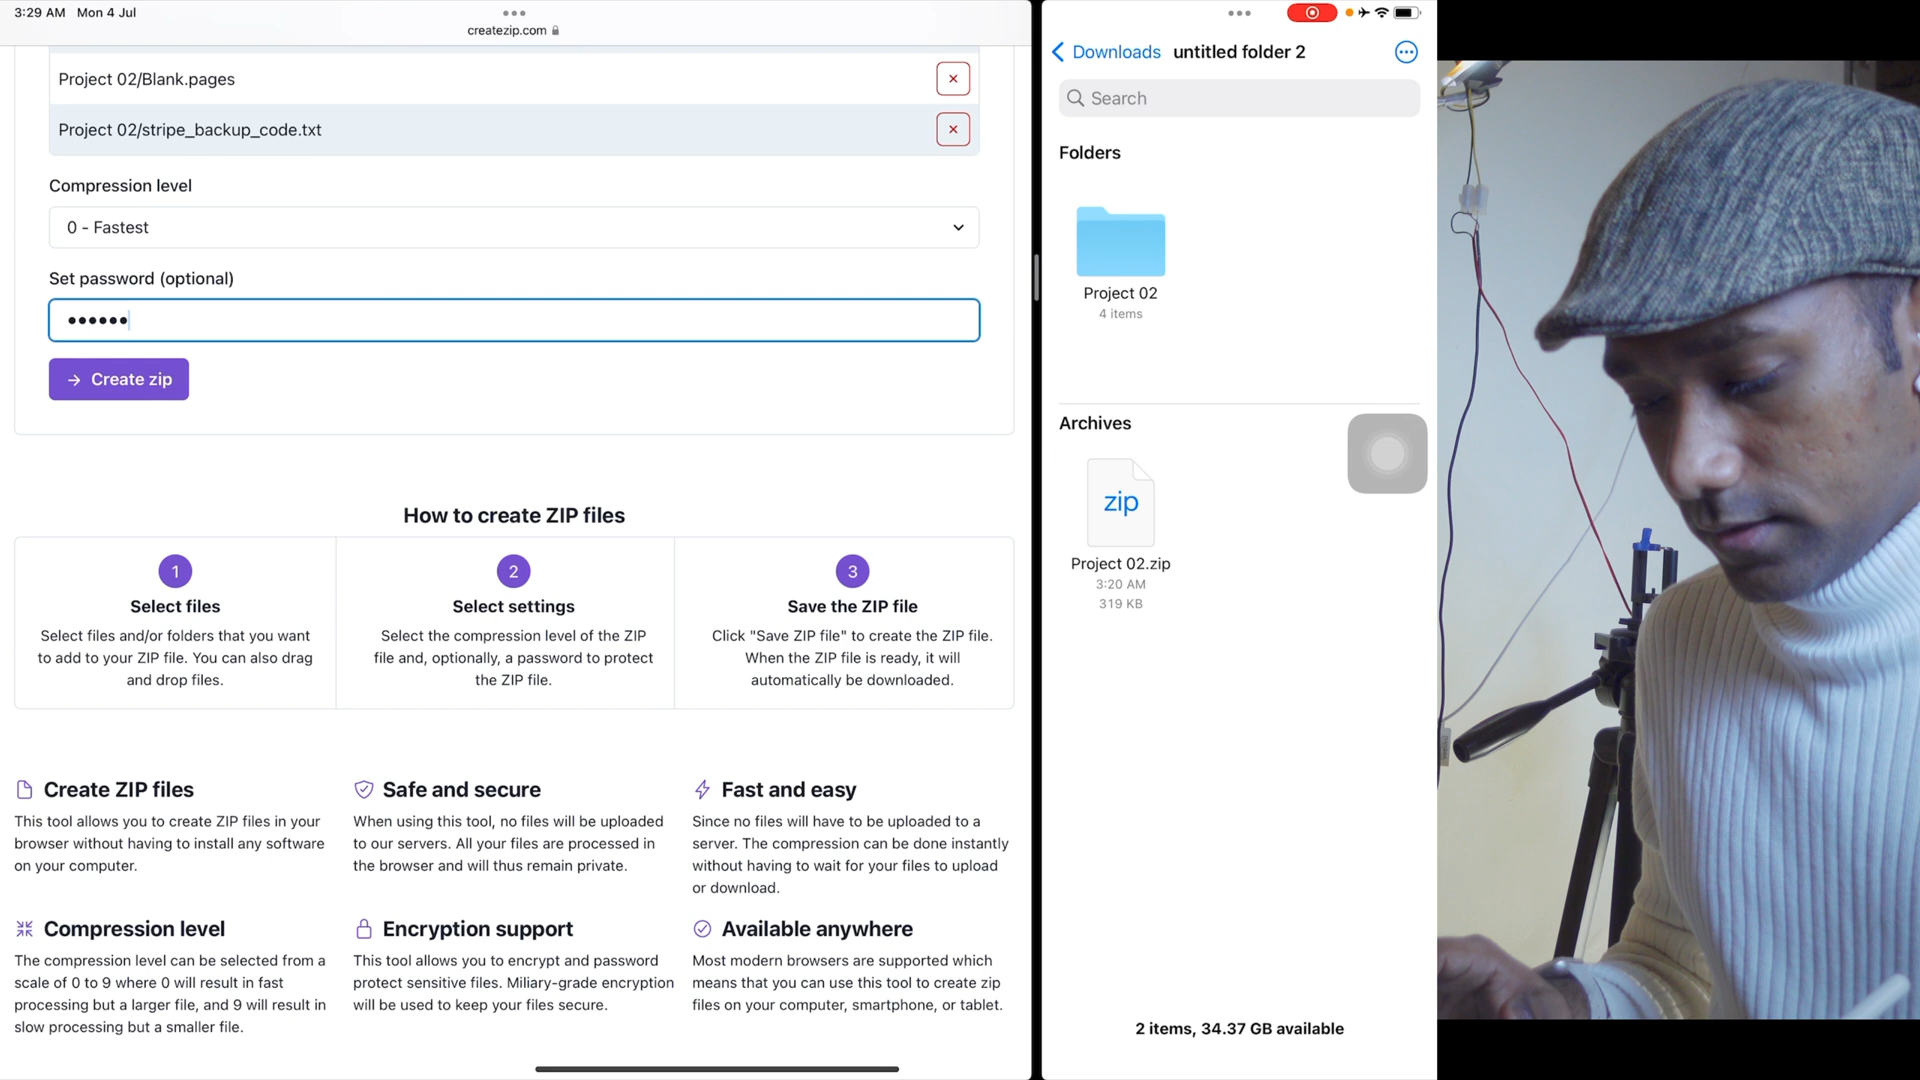 3:29 AM Mon 4 Jul
createzip.com
Project 02/Blank.pages
Project 02/stripe_backup_code.txt
Compression level
0 - Fastest
Set password (optional)
••••••
→ Create zip
How to create ZIP files
1
Select files
Select files and/or folders that you want
to add to your ZIP file. You can also drag
and drop files.
2
Select settings
Select the compression level of the ZIP
file and, optionally, a password to protect
the ZIP file.
3
Save the ZIP file
Click "Save ZIP file" to create the ZIP file.
When the ZIP file is ready, it will
automatically be downloaded.
Create ZIP files
This tool allows you to create ZIP files in your
browser without having to install any software
on your computer.
Safe and secure
When using this tool, no files will be uploaded
to our servers. All your files are processed in
the browser and will thus remain private.
Fast and easy
Since no files will have to be uploaded to a
server. The compression can be done instantly
without having to wait for your files to upload
or download.
Compression level
The compression level can be selected from a
scale of 0 to 9 where 0 will result in fast
processing but a larger file, and 9 will result in
slow processing but a smaller file.
Encryption support
This tool allows you to encrypt and password
protect sensitive files. Miliary-grade encryption
will be used to keep your files secure.
Available anywhere
Most modern browsers are supported which
means that you can use this tool to create zip
files on your computer, smartphone, or tablet.
Downloads untitled folder 2
Search
Folders
Project 02
4 items
Archives
zip
Project 02.zip
3:20 AM
319 KB
2 items, 34.37 GB available